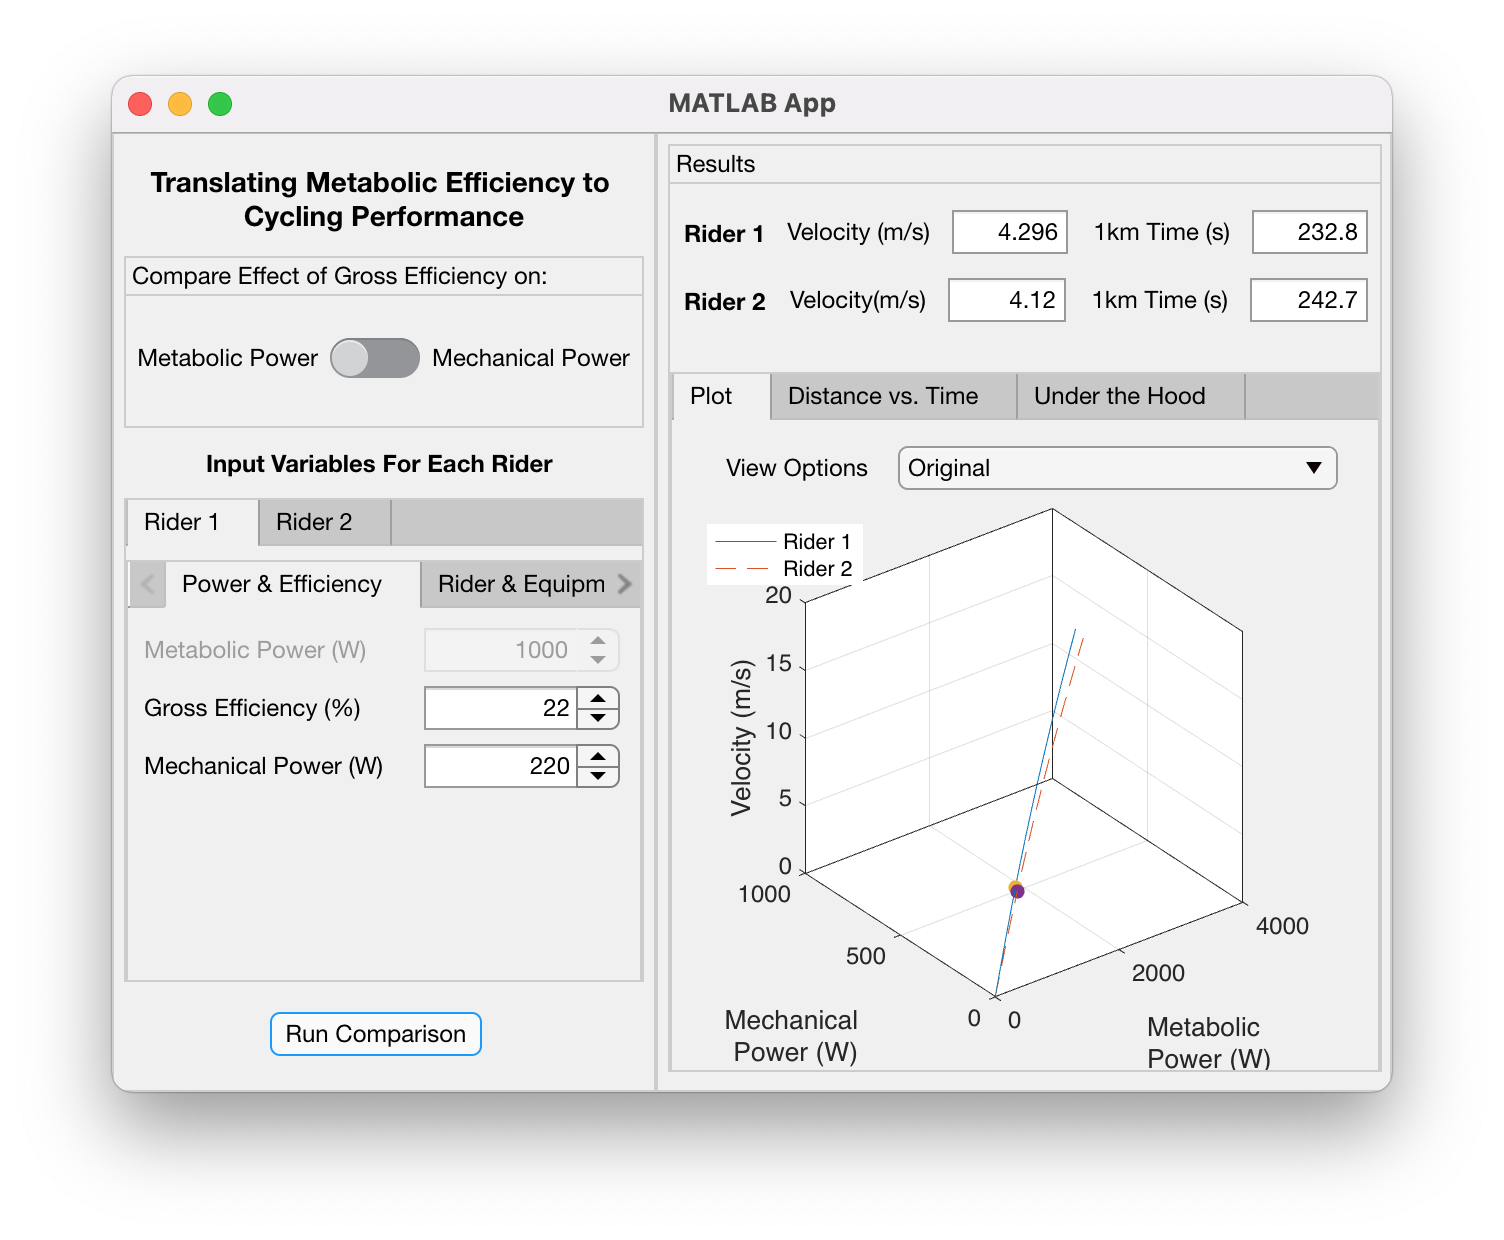 MATLAB App
Translating Metabolic Efficiency to
Cycling Performance
Compare Effect of Gross Efficiency on:
Metabolic Power
Mechanical Power
Input Variables For Each Rider
Rider 1
Rider 2
Power & Efficiency
Rider & Equipm
Metabolic Power (W)
1000
Gross Efficiency (%)
22
Mechanical Power (W)
220
Run Comparison
Results
Rider 1
Velocity (m/s)
4.296
1km Time (s)
232.8
Rider 2
Velocity(m/s)
4.12
1km Time (s)
242.7
Plot
Distance vs. Time
Under the Hood
View Options
Original
Rider 1
Rider 2
20
15
10
5
0
Velocity (m/s)
1000
500
0
Mechanical
Power (W)
0
2000
4000
Metabolic
Power (W)